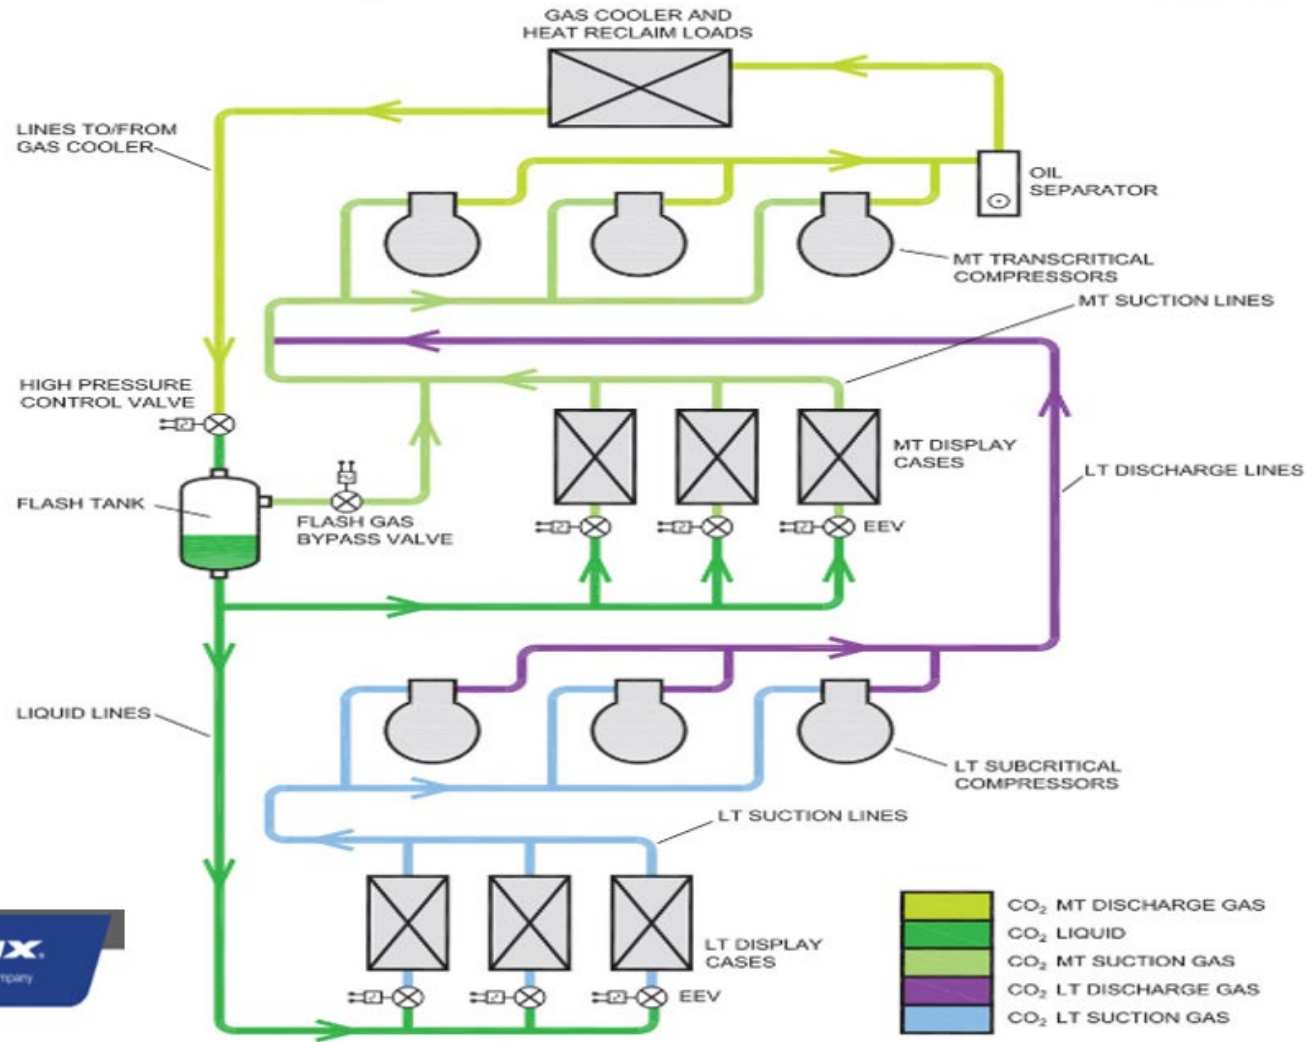 GAS COOLER AND
HEAT RECLAIM LOADS
LINES TO/FROM
GAS COOLER
OIL
SEPARATOR
MT TRANSCRITICAL
COMPRESSORS
MT SUCTION LINES
HIGH PRESSURE
CONTROL VALVE
MT DISPLAY
CASES
LT DISCHARGE LINES
FLASH TANK
FLASH GAS
BYPASS VALVE
EEV
LIQUID LINES
LT SUBCRITICAL
COMPRESSORS
LT SUCTION LINES
LT DISPLAY
CASES
EEV
CO₂ MT DISCHARGE GAS
CO₂ LIQUID
CO₂ MT SUCTION GAS
CO₂ LT DISCHARGE GAS
CO₂ LT SUCTION GAS